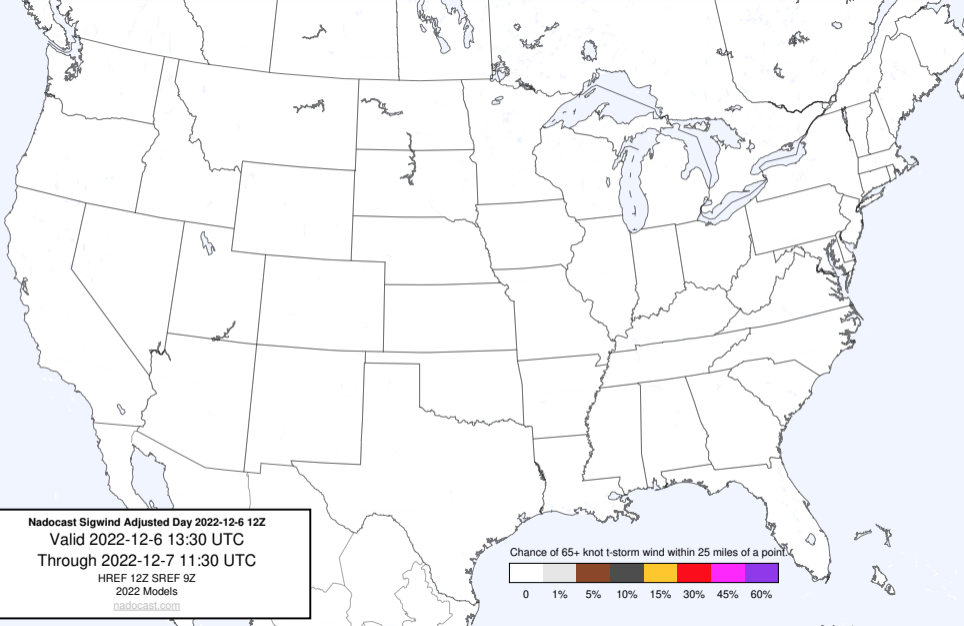 Nadocast Sigwind Adjusted Day 2022-12-6 12Z
Valid 2022-12-6 13:30 UTC
Through 2022-12-7 11:30 UTC
HREF 12Z SREF 9Z
2022 Models
nadocast.com
Chance of 65+ knot t-storm wind within 25 miles of a point.
0 1% 5% 10% 15% 30% 45% 60%